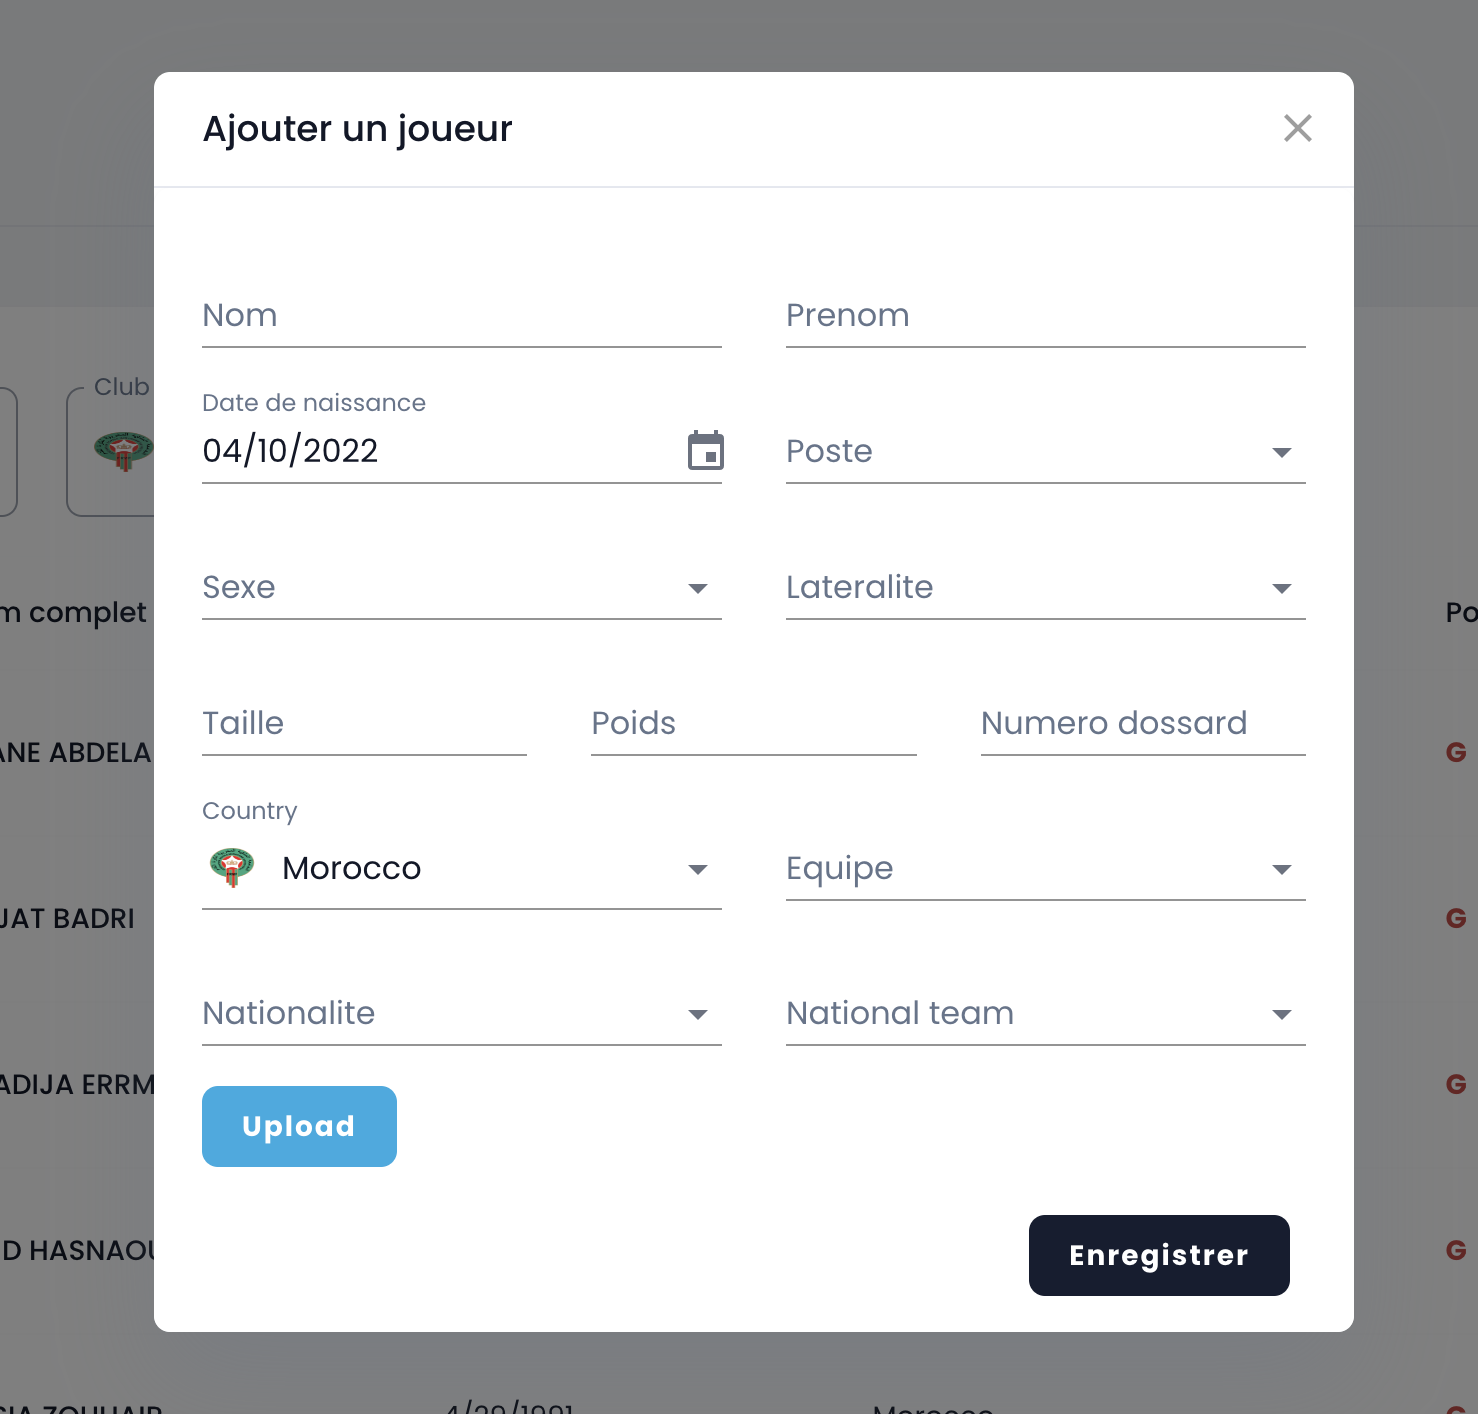 Ajouter un joueur
Nom
Prenom
Club
Date de naissance
04/10/2022
Poste
Sexe
Lateralite
m complet
Po
Taille
Poids
Numero dossard
ANE ABDELA
G
Country
Morocco
Equipe
JAT BADRI
G
Nationalite
National team
ADIJA ERRM
G
Upload
D HASNAOU
G
Enregistrer
SIA ZOUHAIR
4/29/1991
Morocco
G